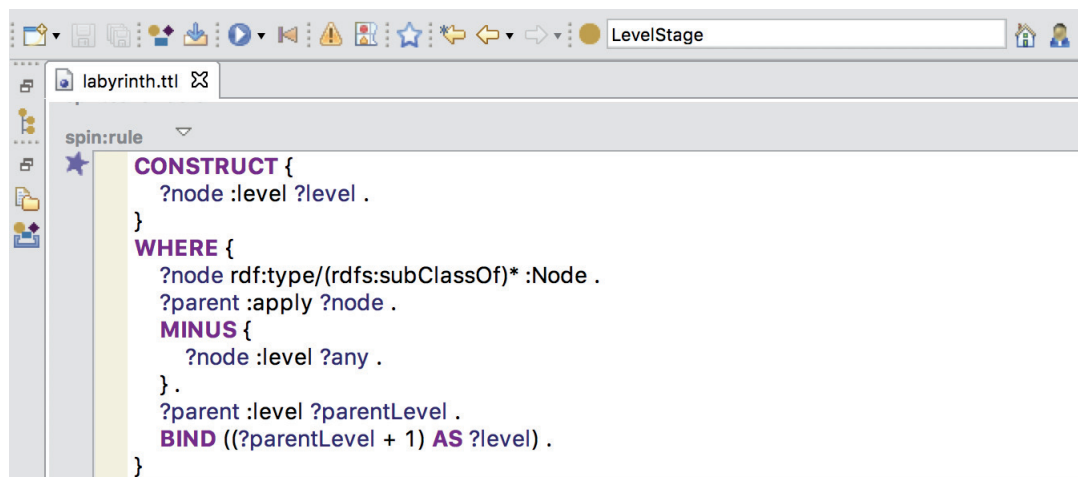 LevelStage
labyrinth.ttl
spin:rule
CONSTRUCT {
?node :level ?level .
}
WHERE {
?node rdf:type/(rdfs:subClassOf)* :Node .
?parent :apply ?node .
MINUS {
?node :level ?any .
} .
?parent :level ?parentLevel .
BIND ((?parentLevel + 1) AS ?level) .
}